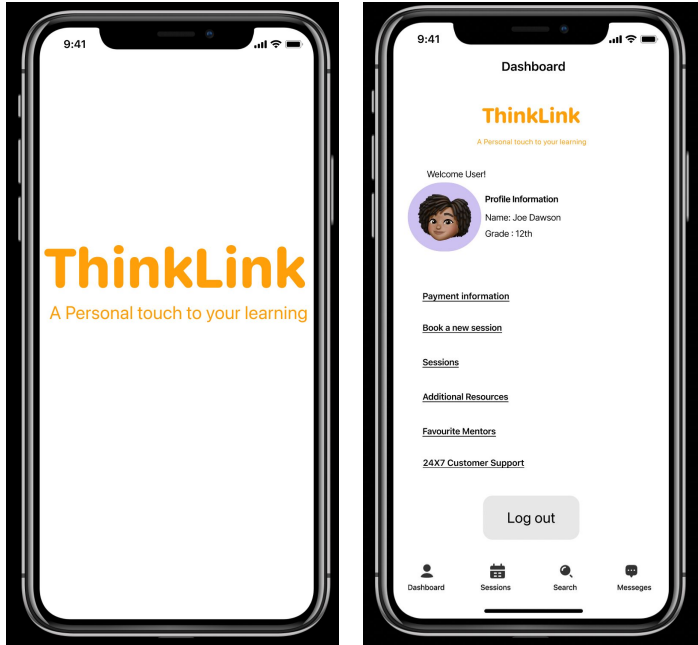 9:41
ThinkLink
A Personal touch to your learning
9:41
Dashboard
ThinkLink
A Personal touch to your learning
Welcome User!
Profile Information
Name: Joe Dawson
Grade : 12th
Payment information
Book a new session
Sessions
Additional Resources
Favourite Mentors
24X7 Customer Support
Log out
Dashboard Sessions Search Messeges